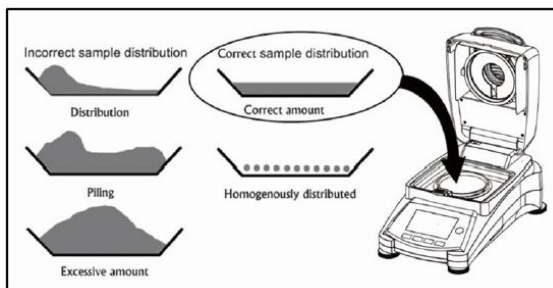 Incorrect sample distribution
Distribution
Piling
Excessive amount
Correct sample distribution
Correct amount
Homogenously distributed